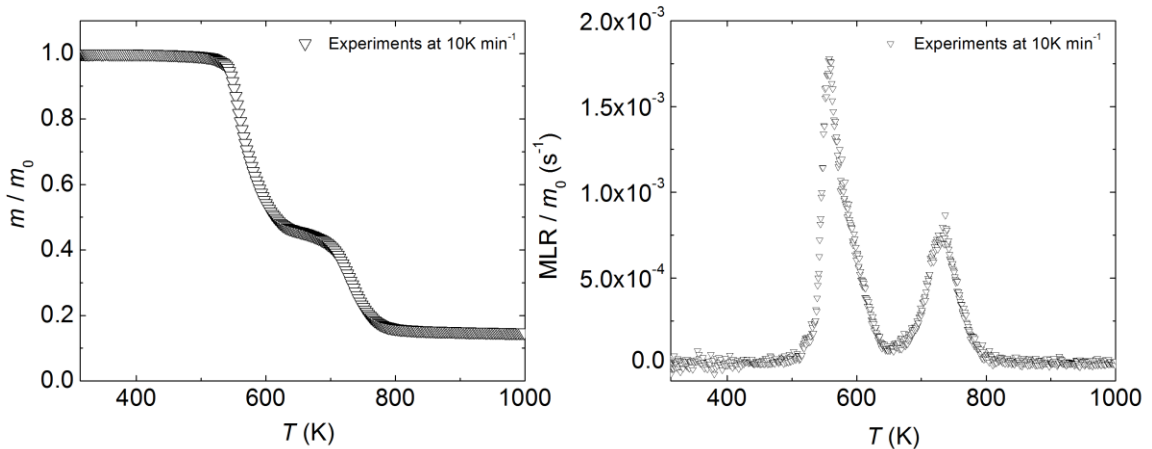 Experiments at 10K min⁻¹
1.0
0.8
0.6
0.4
0.2
0.0
m / m₀
400
600
800
1000
T (K)
Experiments at 10K min⁻¹
2.0x10⁻³
1.5x10⁻³
1.0x10⁻³
5.0x10⁻⁴
0.0
MLR / m₀ (s⁻¹)
400
600
800
1000
T (K)